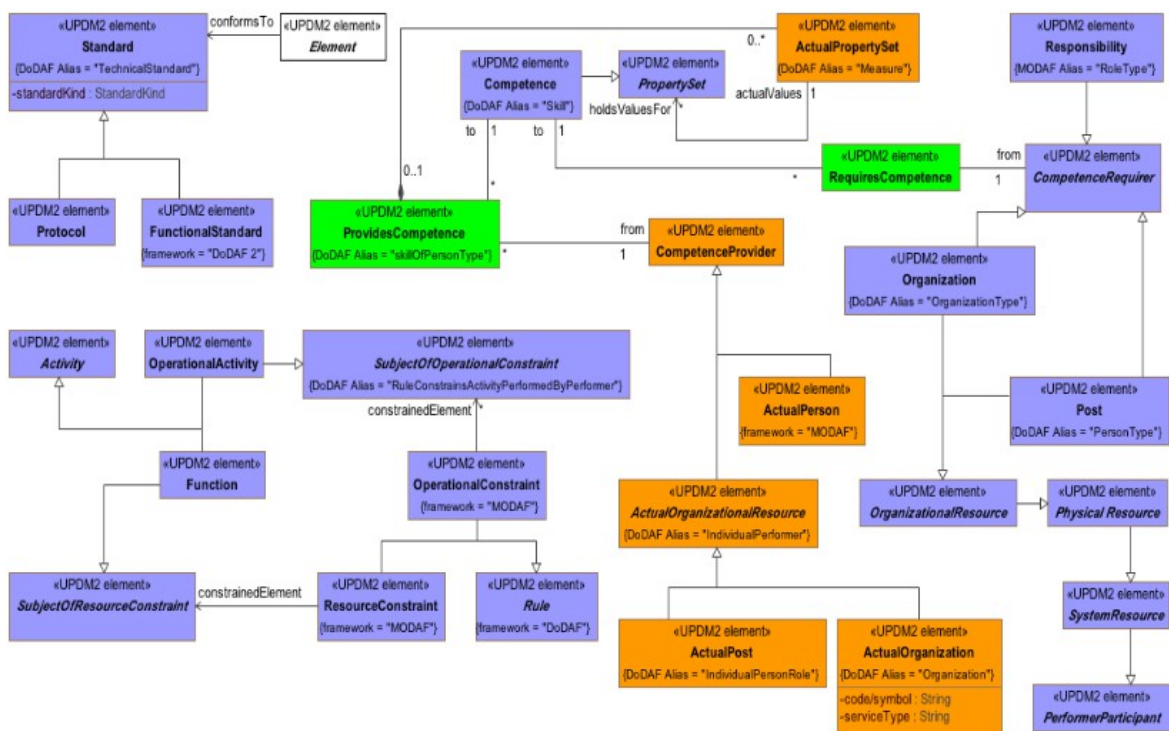 «UPDM2 element»
Standard
{DoDAF Alias = "TechnicalStandard"}
-standardKind : StandardKind
conformsTo
«UPDM2 element»
Element
«UPDM2 element»
Competence
{DoDAF Alias = "Skill"}
«UPDM2 element»
PropertySet
0..*
«UPDM2 element»
ActualPropertySet
{DoDAF Alias = "Measure"}
actualValues
1
holdsValuesFor
«UPDM2 element»
Responsibility
{MODAF Alias = "RoleType"}
to
1
to
1
0..1
*
*
«UPDM2 element»
RequiresCompetence
from
1
«UPDM2 element»
CompetenceRequirer
«UPDM2 element»
Protocol
«UPDM2 element»
FunctionalStandard
{framework = "DoDAF 2"}
«UPDM2 element»
ProvidesCompetence
{DoDAF Alias = "skillOfPersonType"}
*
from
1
«UPDM2 element»
CompetenceProvider
«UPDM2 element»
Organization
{DoDAF Alias = "OrganizationType"}
«UPDM2 element»
Activity
«UPDM2 element»
OperationalActivity
«UPDM2 element»
SubjectOfOperationalConstraint
{DoDAF Alias = "RuleConstrainsActivityPerformedByPerformer"}
constrainedElement
«UPDM2 element»
ActualPerson
{framework = "MODAF"}
«UPDM2 element»
Post
{DoDAF Alias = "PersonType"}
«UPDM2 element»
Function
«UPDM2 element»
OperationalConstraint
{framework = "MODAF"}
«UPDM2 element»
ActualOrganizationalResource
{DoDAF Alias = "IndividualPerformer"}
«UPDM2 element»
OrganizationalResource
«UPDM2 element»
Physical Resource
«UPDM2 element»
SubjectOfResourceConstraint
constrainedElement
«UPDM2 element»
ResourceConstraint
{framework = "MODAF"}
«UPDM2 element»
Rule
{framework = "DoDAF"}
«UPDM2 element»
SystemResource
«UPDM2 element»
ActualPost
{DoDAF Alias = "IndividualPersonRole"}
«UPDM2 element»
ActualOrganization
{DoDAF Alias = "Organization"}
-code/symbol : String
-serviceType : String
«UPDM2 element»
PerformerParticipant